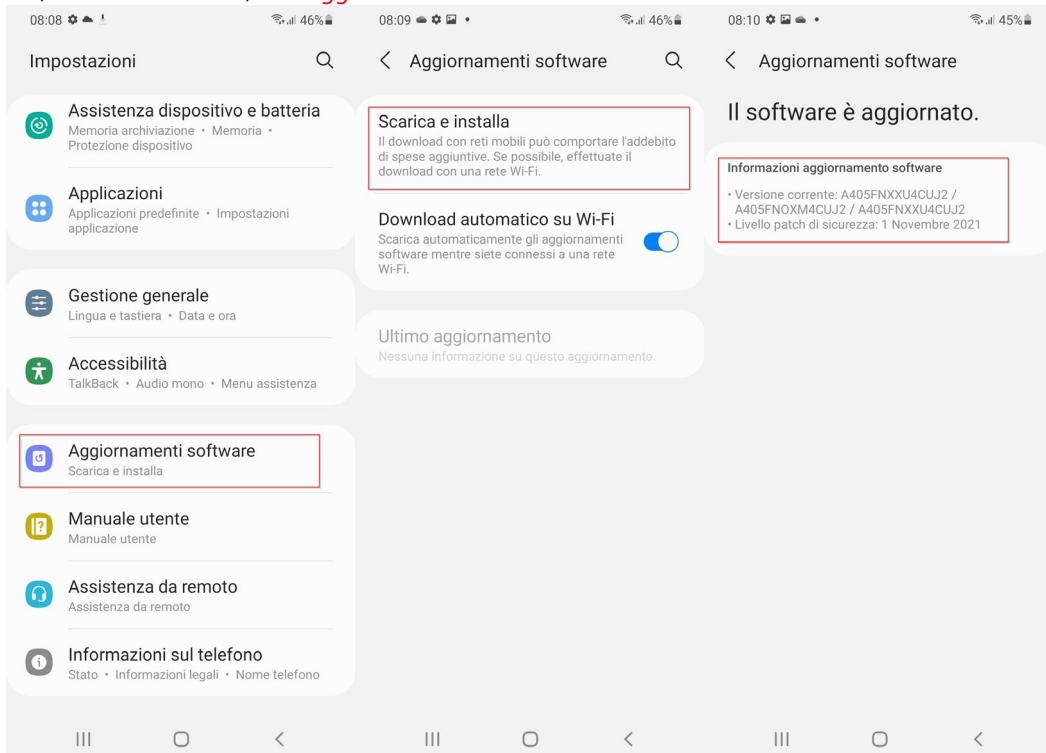 08:08 46%
Impostazioni
Assistenza dispositivo e batteria
Memoria archiviazione • Memoria •
Protezione dispositivo
Applicazioni
Applicazioni predefinite • Impostazioni
applicazione
Gestione generale
Lingua e tastiera • Data e ora
Accessibilità
TalkBack • Audio mono • Menu assistenza
Aggiornamenti software
Scarica e installa
Manuale utente
Manuale utente
Assistenza da remoto
Assistenza da remoto
Informazioni sul telefono
Stato • Informazioni legali • Nome telefono
08:09 46%
Aggiornamenti software
Scarica e installa
Il download con reti mobili può comportare l'addebito
di spese aggiuntive. Se possibile, effettuate il
download con una rete Wi-Fi.
Download automatico su Wi-Fi
Scarica automaticamente gli aggiornamenti
software mentre siete connessi a una rete
Wi-Fi.
Ultimo aggiornamento
Nessuna informazione su questo aggiornamento.
08:10 45%
Aggiornamenti software
Il software è aggiornato.
Informazioni aggiornamento software
• Versione corrente: A405FNXXU4CUJ2 /
A405FNOXM4CUJ2 / A405FNXXU4CUJ2
• Livello patch di sicurezza: 1 Novembre 2021